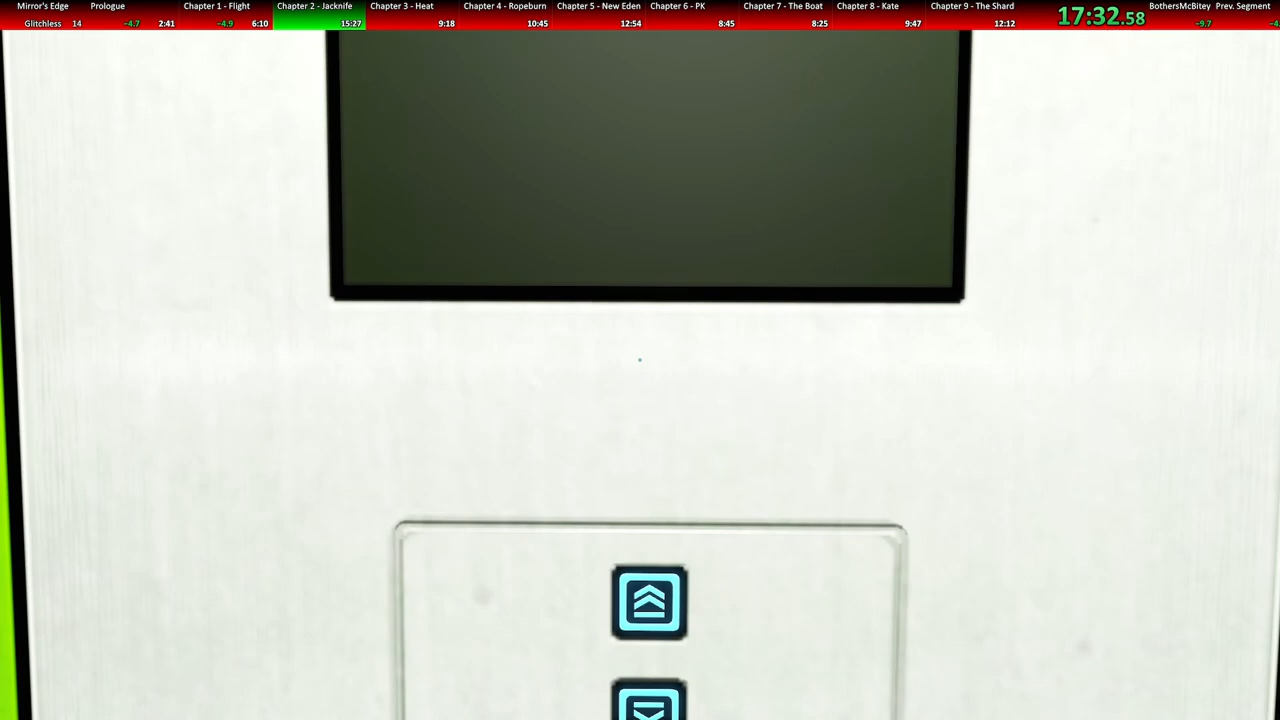 Mirror's Edge Prologue Chapter 1 - Flight Chapter 2 - Jacknife Chapter 3 - Heat Chapter 4 - Ropeburn Chapter 5 - New Eden Chapter 6 - PK Chapter 7 - The Boat Chapter 8 - Kate Chapter 9 - The Shard 17:32.58 BothersMcBitey Prev. Segment
Glitchless 14 −4.7 2:41 −4.9 6:10 15:27 9:18 10:45 12:54 8:45 8:25 9:47 12:12 −9.7